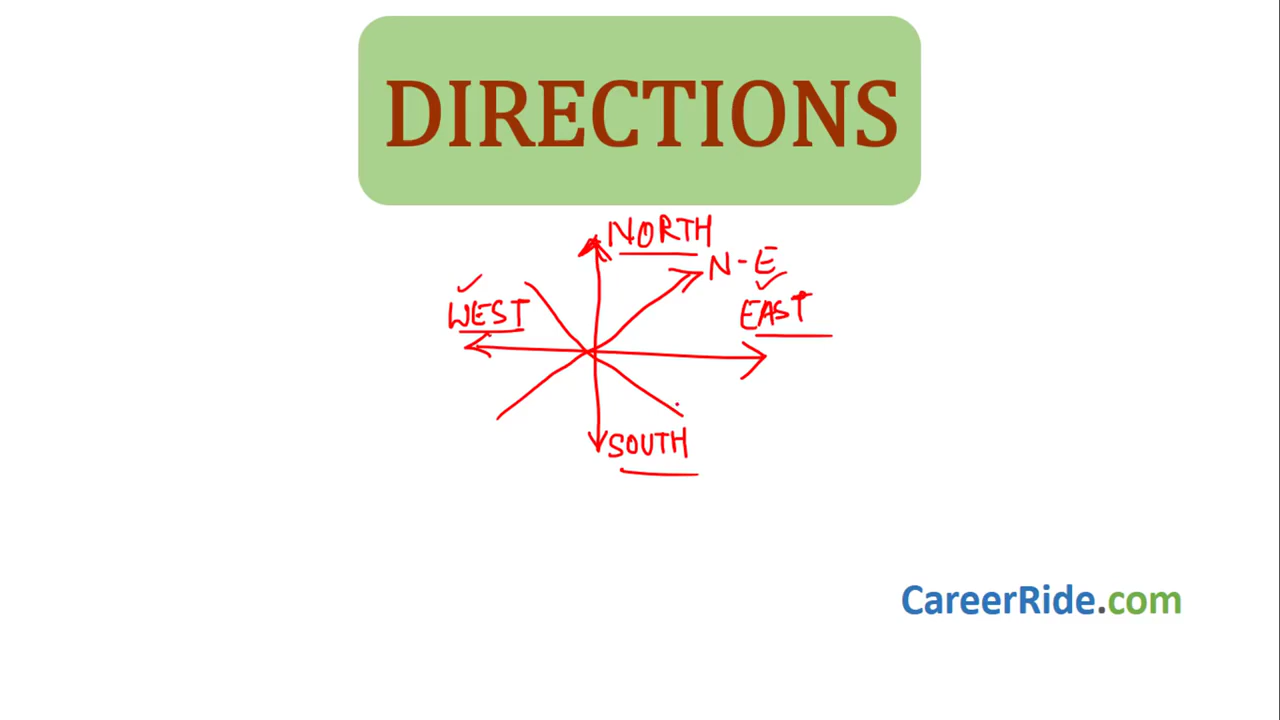 DIRECTIONS
NORTH
N-E
WEST
EAST
SOUTH
CareerRide.com